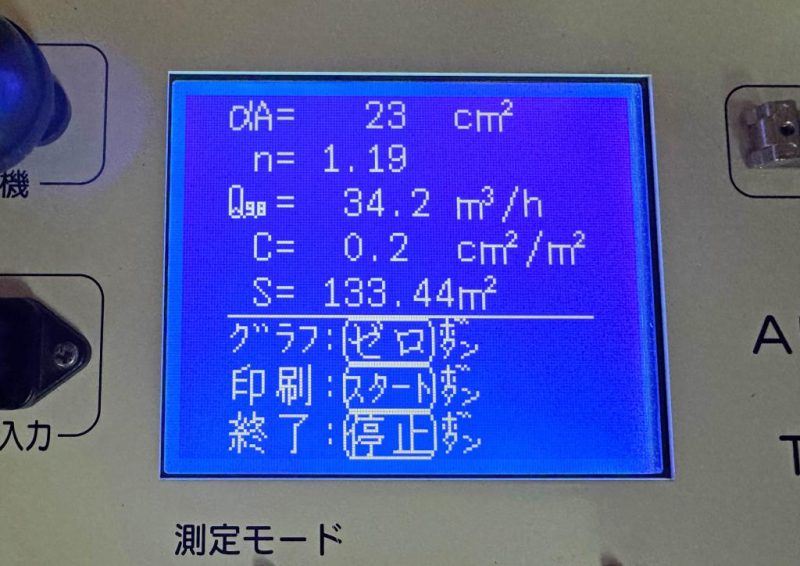 αA= 23 cm²
n= 1.19
Q9.8= 34.2 m³/h
C= 0.2 cm²/m²
S= 133.44m²
グラフ:ゼロボタン
印刷:スタートボタン
終了:停止ボタン
機
入力
測定モード
A
T